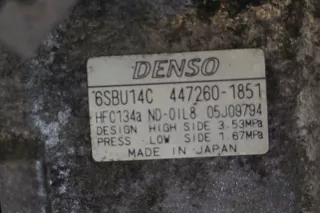 DENSO
6SBU14C 447260-1851
HFC134a ND-OIL8 05J09794
DESIGN HIGH SIDE 3.53MPa
PRESS- LOW SIDE 1.67MPa
MADE IN JAPAN